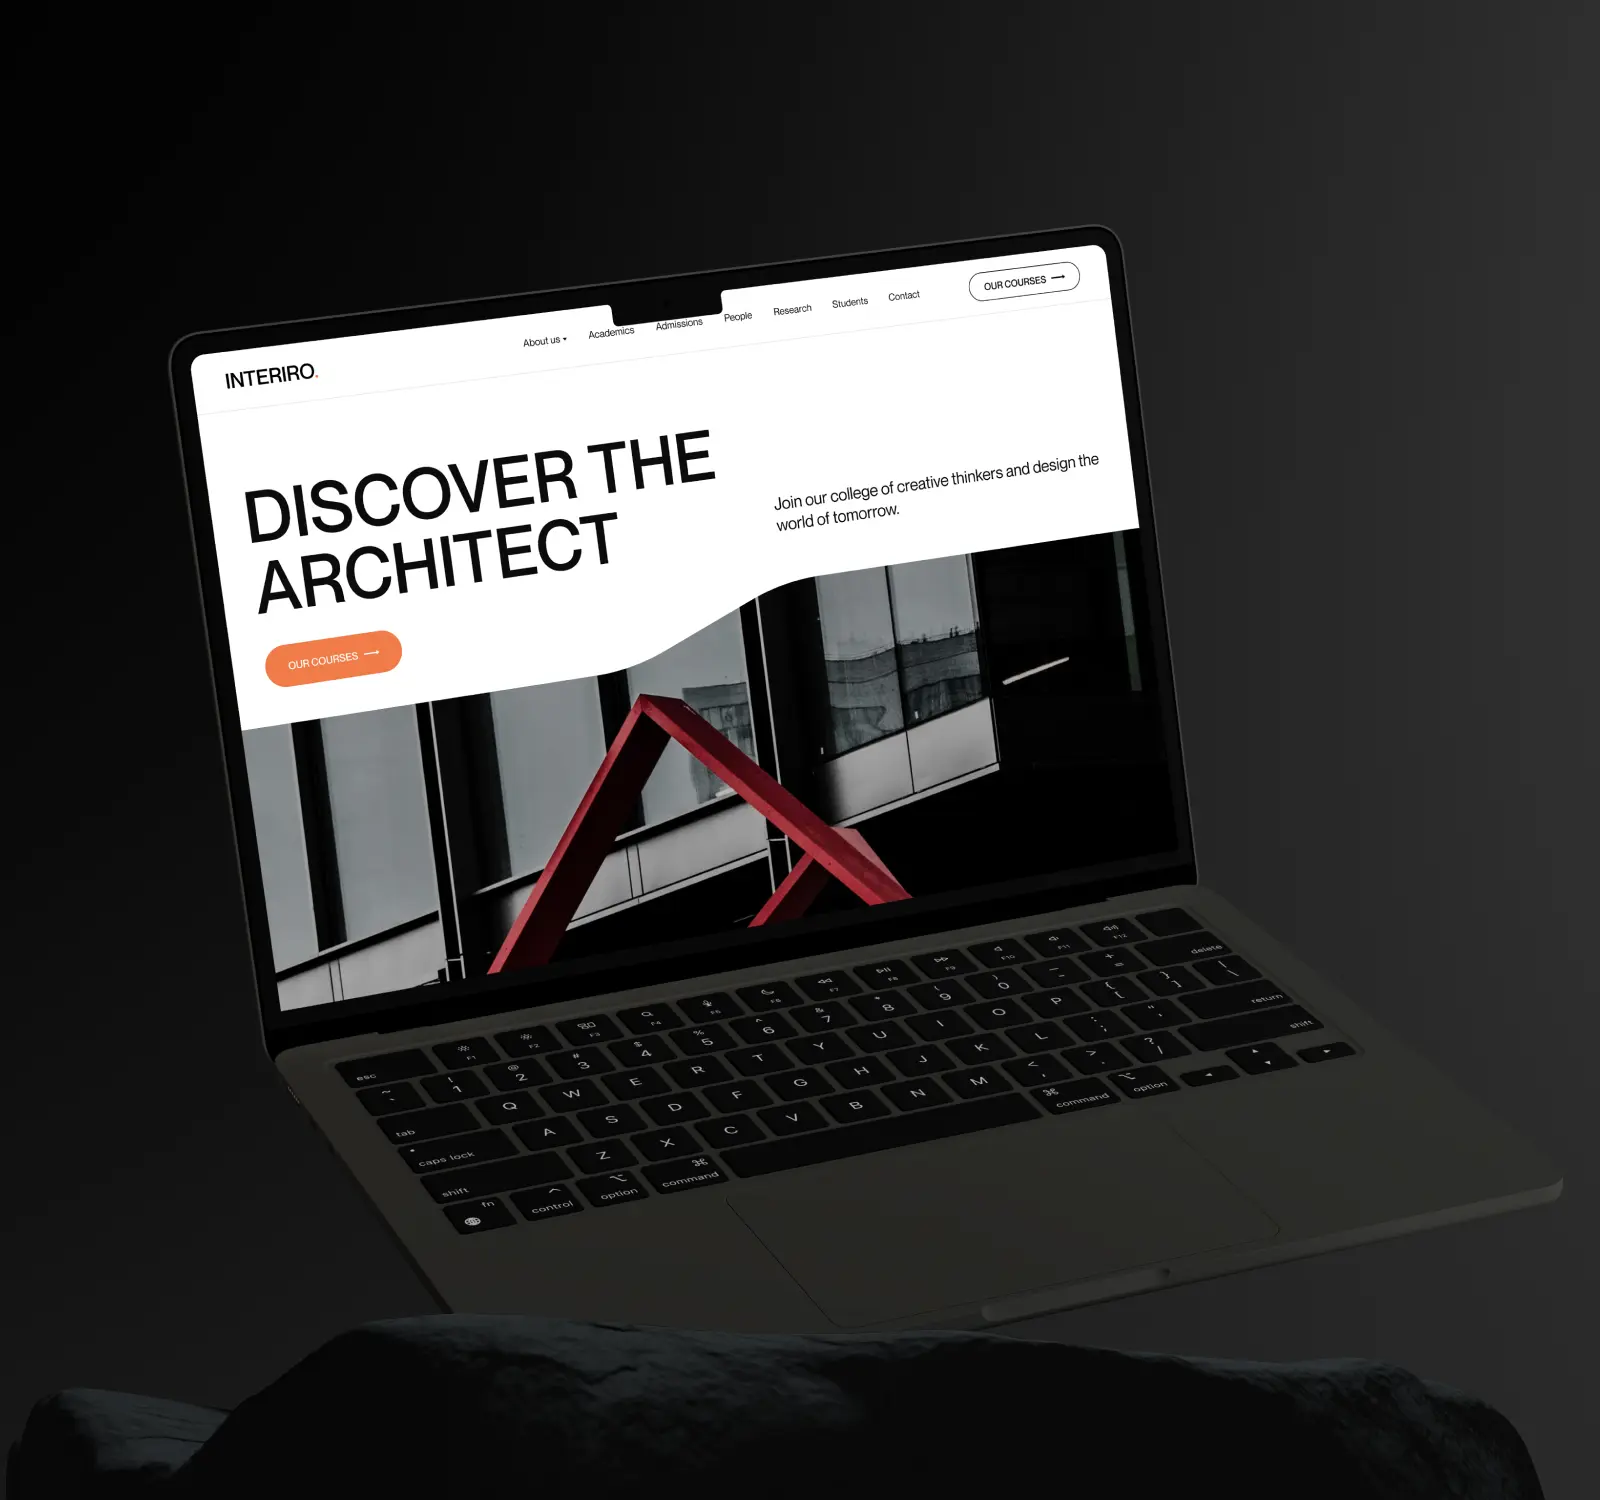 About us Academics Admissions People Research Students Contact OUR COURSES
INTERIRO.
DISCOVER THE
ARCHITECT
Join our college of creative thinkers and design the
world of tomorrow.
OUR COURSES
esc F1 F2 F3 F4 F5 F6 F7 F8 F9 F10 F11 F12
~ ` ! 1 @ 2 # 3 $ 4 % 5 ^ 6 & 7 * 8 ( 9 ) 0 _ - + = delete
tab Q W E R T Y U I O P { [ } ] | \
caps lock A S D F G H J K L : ; " ' return
shift Z X C V B N M < , > . ? / shift
fn control option command command option